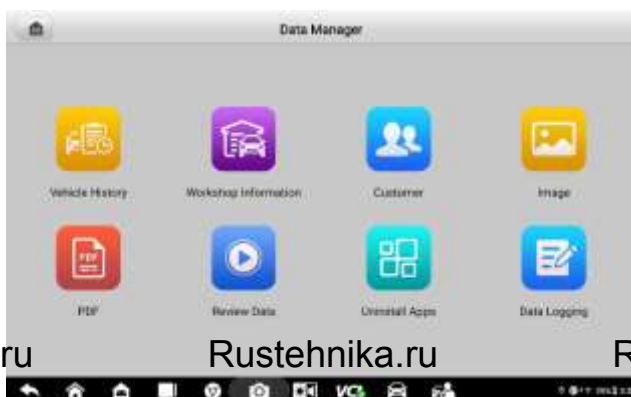 Data Manager
Vehicle History
Workshop Information
Customer
Image
PDF
PDF
Review Data
Uninstall Apps
Data Logging
ru
Rustehnika.ru
R
VCI